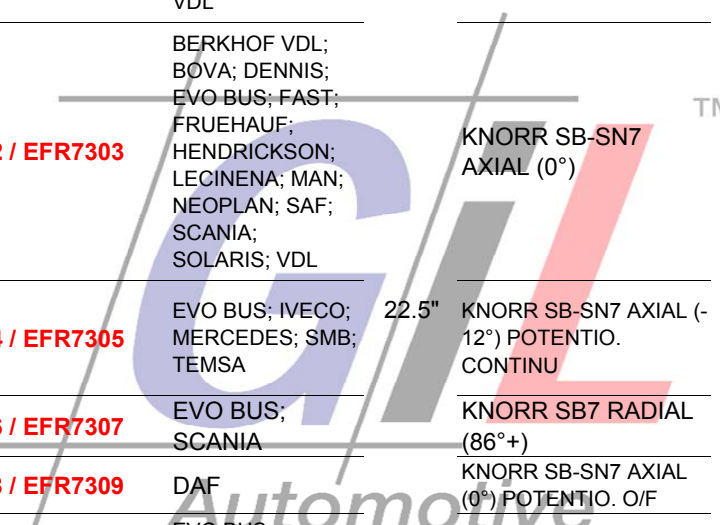 VDL
BERKHOF VDL;
BOVA; DENNIS;
EVO BUS; FAST;
FRUEHAUF;
2 / EFR7303
HENDRICKSON;
LECINENA; MAN;
NEOPLAN; SAF;
SCANIA;
SOLARIS; VDL
KNORR SB-SN7
AXIAL (0°)
4 / EFR7305
EVO BUS; IVECO;
MERCEDES; SMB;
TEMSA
22.5"
KNORR SB-SN7 AXIAL (-
12°) POTENTIO.
CONTINU
/ EFR7307
EVO BUS;
SCANIA
KNORR SB7 RADIAL
(86°+)
/ EFR7309
DAF
KNORR SB-SN7 AXIAL
(0°) POTENTIO. O/F
EVO BUS
GIL
Automotive